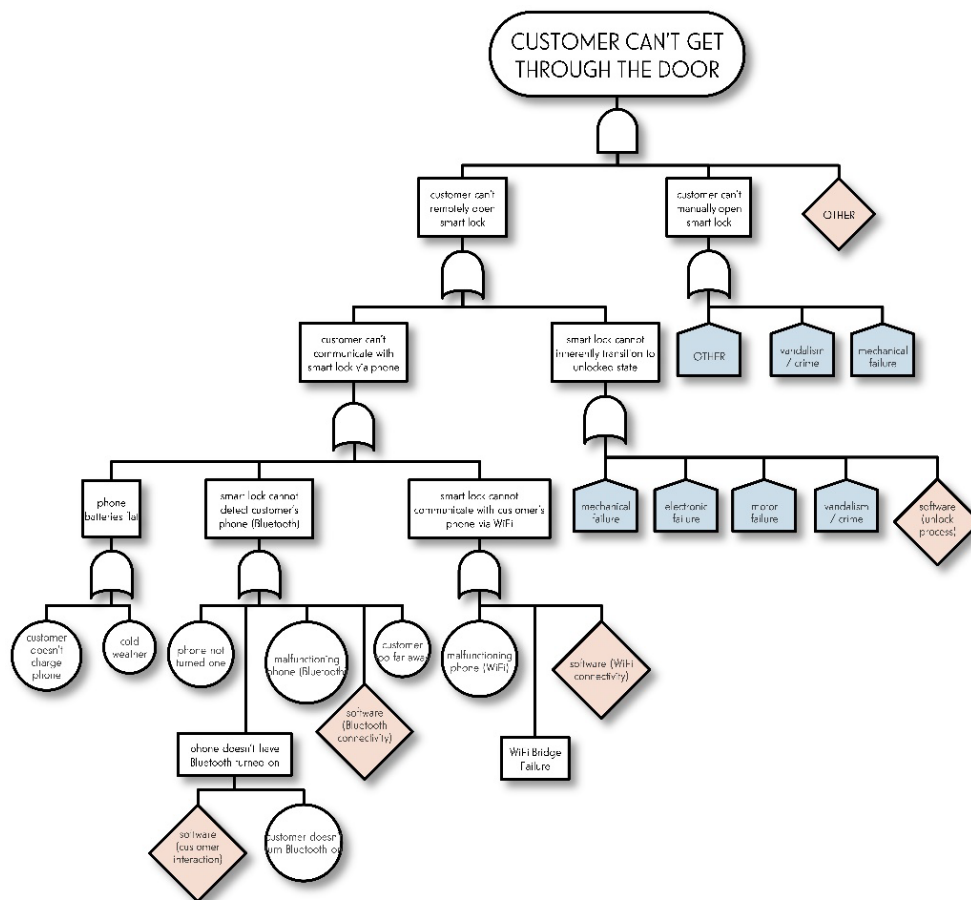 CUSTOMER CAN'T GET
THROUGH THE DOOR
customer can't
remotely open
smart lock
customer can't
manually open
smart lock
OTHER
customer can't
communicate with
smart lock via phone
smart lock cannot
inherently transition to
unlocked state
OTHER
vandalism
/ crime
mechanical
failure
phone
batteries flat
smart lock cannot
detect customer's
phone (Bluetooth)
smart lock cannot
communicate with customer's
phone via WiFi
mechanical
failure
electronic
failure
motor
failure
vandalism
/ crime
software
(unlock
process)
customer
doesn't
charge
phone
cold
weather
phone not
turned one
malfunctioning
phone (Bluetooth
customer
too far away
malfunctioning
phone (WiFi)
software (WiFi
connectivity)
software
(Bluetooth
connectivity)
phone doesn't have
Bluetooth turned on
WiFi Bridge
Failure
software
(customer
interaction)
customer doesn'
turn Bluetooth on